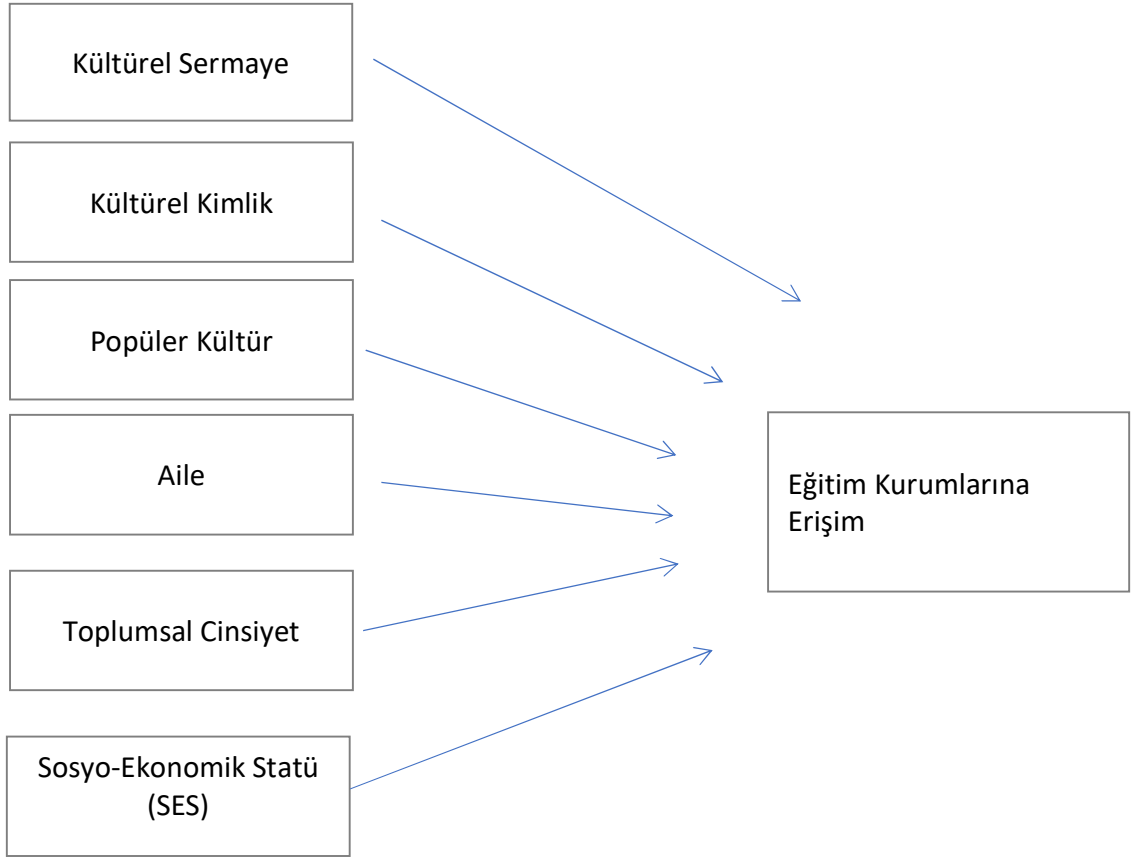 Kültürel Sermaye
Kültürel Kimlik
Popüler Kültür
Aile
Toplumsal Cinsiyet
Sosyo-Ekonomik Statü
(SES)
Eğitim Kurumlarına
Erişim